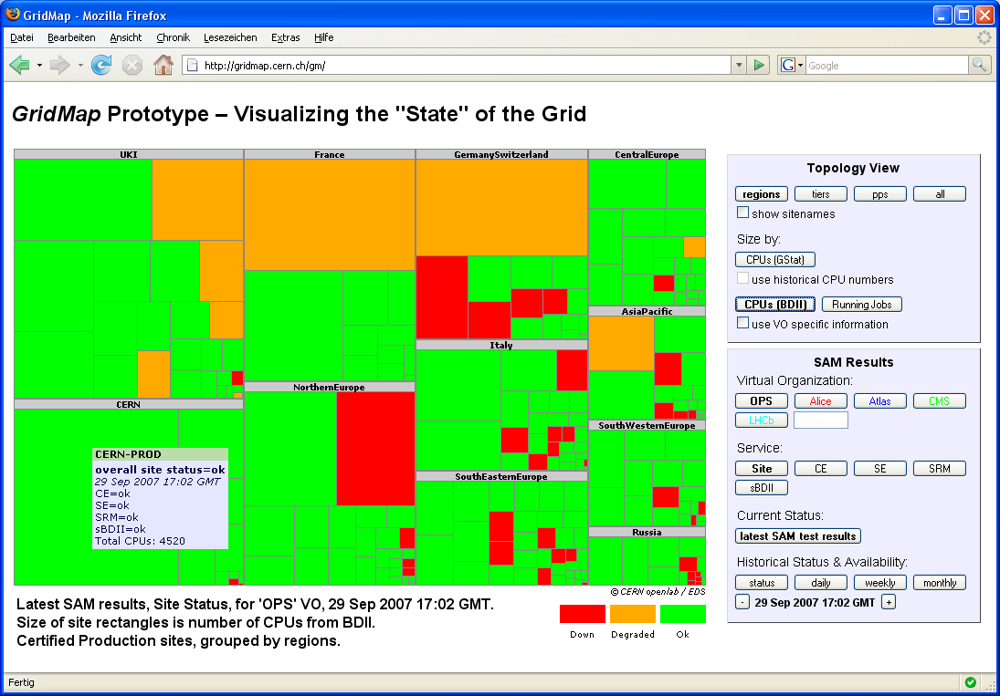 GridMap - Mozilla Firefox
Datei Bearbeiten Ansicht Chronik Lesezeichen Extras Hilfe
http://gridmap.cern.ch/gm/
G Google
GridMap Prototype – Visualizing the "State" of the Grid
UKI France GermanySwitzerland CentralEurope
AsiaPacific
Italy
NorthernEurope
CERN
SouthWesternEurope
SouthEasternEurope
Russia
CERN-PROD
overall site status=ok
29 Sep 2007 17:02 GMT
CE=ok
SE=ok
SRM=ok
sBDII=ok
Total CPUs: 4520
© CERN openlab / EDS
Latest SAM results, Site Status, for 'OPS' VO, 29 Sep 2007 17:02 GMT.
Size of site rectangles is number of CPUs from BDII.
Certified Production sites, grouped by regions.
Down Degraded Ok
Topology View
regions tiers pps all
show sitenames
Size by:
CPUs (GStat)
use historical CPU numbers
CPUs (BDII) Running Jobs
use VO specific information
SAM Results
Virtual Organization:
OPS Alice Atlas CMS
LHCb
Service:
Site CE SE SRM
sBDII
Current Status:
latest SAM test results
Historical Status & Availability:
status daily weekly monthly
- 29 Sep 2007 17:02 GMT +
Fertig